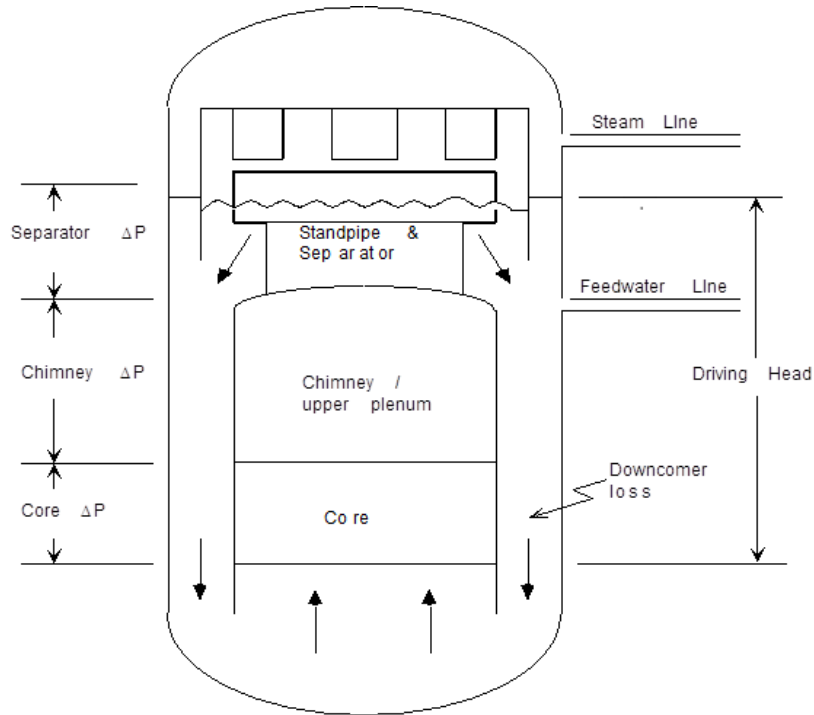 Steam LIne
Separator ΔP
Standpipe &
Sep ar at or
Feedwater LIne
Chimney ΔP
Chimney /
upper plenum
Driving Head
Downcomer
loss
Core ΔP
Co re